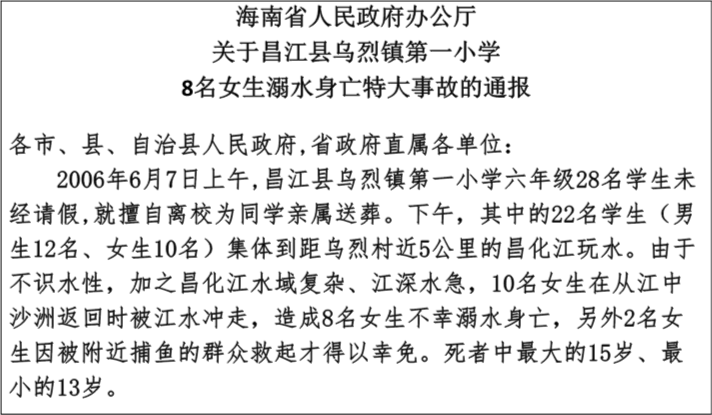 海南省人民政府办公厅
关于昌江县乌烈镇第一小学
8名女生溺水身亡特大事故的通报
各市、县、自治县人民政府,省政府直属各单位：
2006年6月7日上午,昌江县乌烈镇第一小学六年级28名学生未
经请假,就擅自离校为同学亲属送葬。下午，其中的22名学生（男
生12名、女生10名）集体到距乌烈村近5公里的昌化江玩水。由于
不识水性，加之昌化江水域复杂、江深水急，10名女生在从江中
沙洲返回时被江水冲走，造成8名女生不幸溺水身亡，另外2名女
生因被附近捕鱼的群众救起才得以幸免。死者中最大的15岁、最
小的13岁。